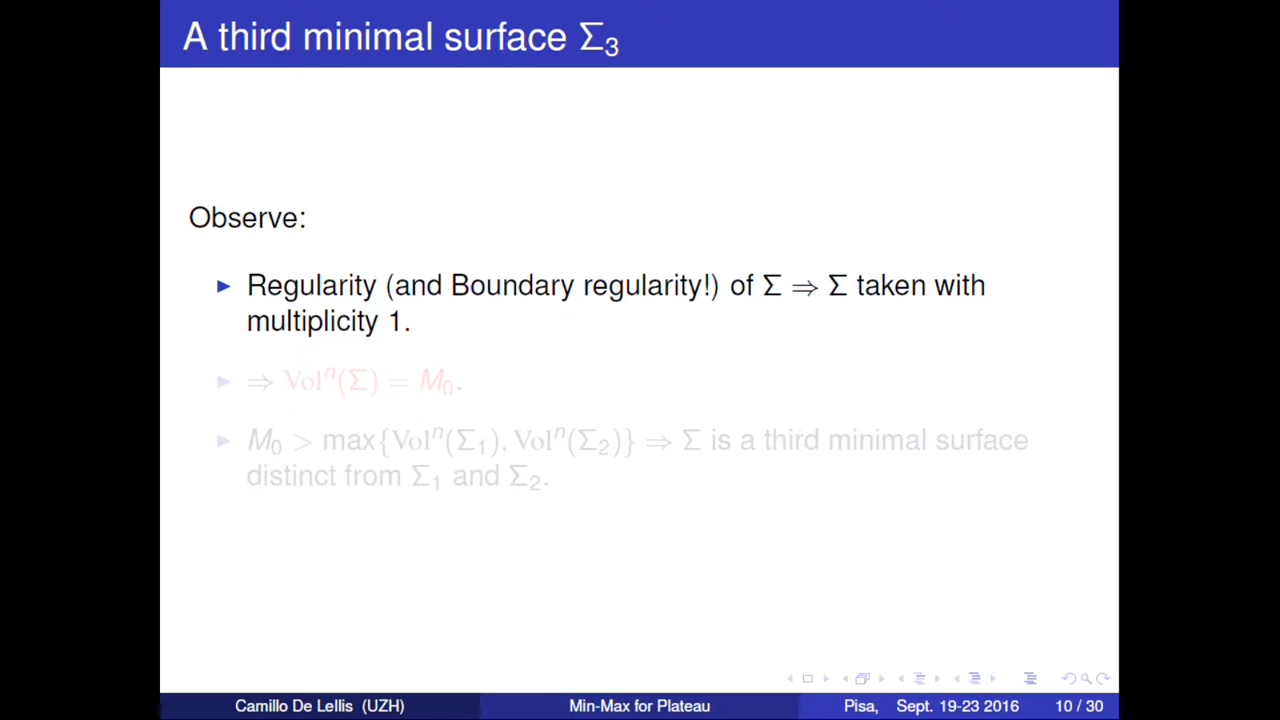 A third minimal surface Σ₃
Observe:
▶ Regularity (and Boundary regularity!) of Σ ⇒ Σ taken with
multiplicity 1.
▶ ⇒ Volⁿ(Σ) = M₀.
▶ M₀ > max{Volⁿ(Σ₁), Volⁿ(Σ₂)} ⇒ Σ is a third minimal surface
distinct from Σ₁ and Σ₂.
Camillo De Lellis (UZH) Min-Max for Plateau Pisa, Sept. 19-23 2016 10 / 30